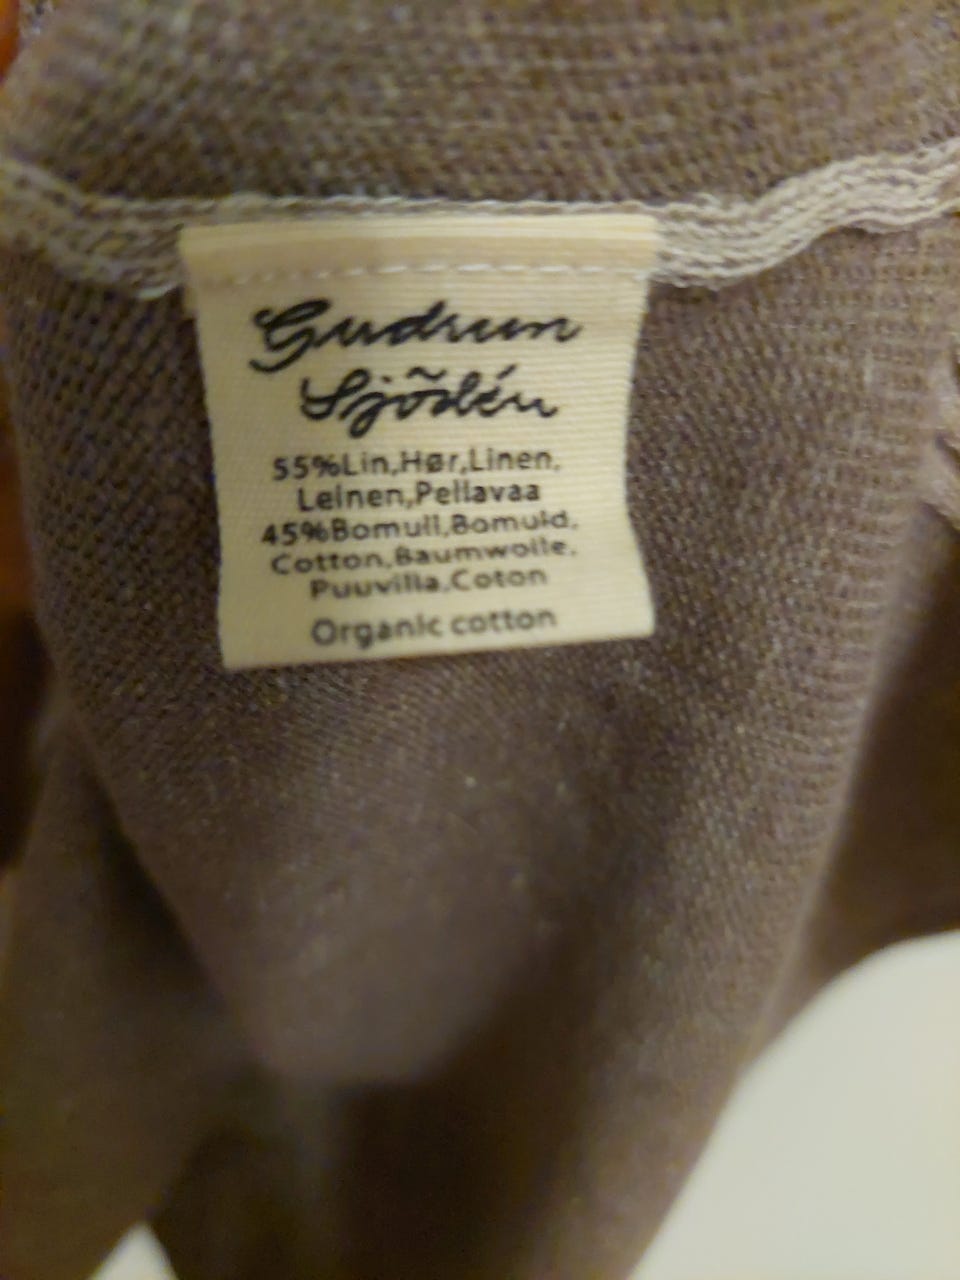 Gudrun
Sjödén
55%Lin,Hør,Linen,
Leinen,Pellavaa
45%Bomull,Bomuld,
Cotton,Baumwolle,
Puuvilla,Coton
Organic cotton